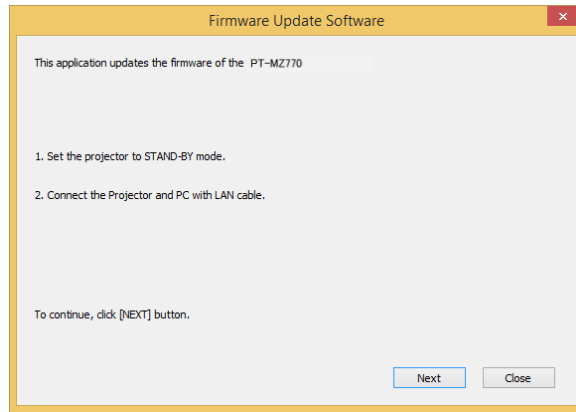 Firmware Update Software
This application updates the firmware of the PT-MZ770
1. Set the projector to STAND-BY mode.
2. Connect the Projector and PC with LAN cable.
To continue, click [NEXT] button.
Next Close